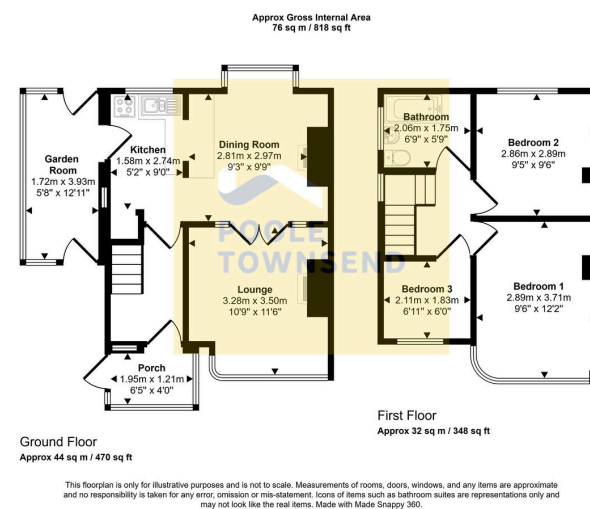 Approx Gross Internal Area
76 sq m / 818 sq ft
Garden
Room
1.72m x 3.93m
5'8" x 12'11"
Kitchen
1.58m x 2.74m
5'2" x 9'0"
Dining Room
2.81m x 2.97m
9'3" x 9'9"
Bathroom
2.06m x 1.75m
6'9" x 5'9"
Bedroom 2
2.86m x 2.89m
9'5" x 9'6"
POOLE
TOWNSEND
Lounge
3.28m x 3.50m
10'9" x 11'6"
Bedroom 3
2.11m x 1.83m
6'11" x 6'0"
Bedroom 1
2.89m x 3.71m
9'6" x 12'2"
Porch
1.95m x 1.21m
6'5" x 4'0"
Ground Floor
Approx 44 sq m / 470 sq ft
First Floor
Approx 32 sq m / 348 sq ft
This floorplan is only for illustrative purposes and is not to scale. Measurements of rooms, doors, windows, and any items are approximate
and no responsibility is taken for any error, omission or mis-statement. Icons of items such as bathroom suites are representations only and
may not look like the real items. Made with Made Snappy 360.